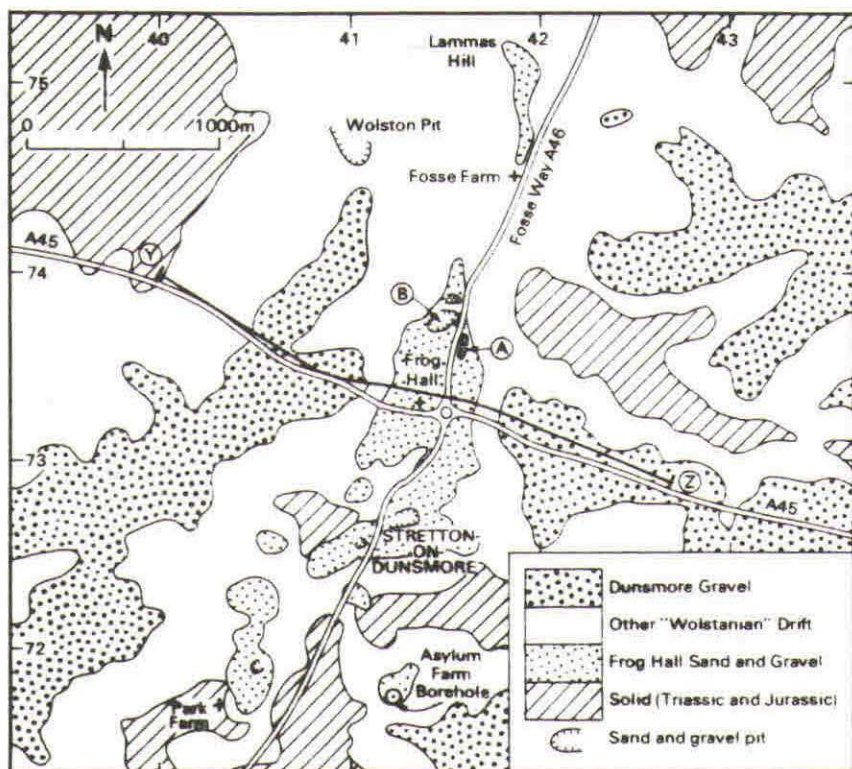 40
41
42
43
N
75
0
1000m
Lammas
Hill
Wolston Pit
Fosse Farm
Fosse Way A46
A45
Y
74
B
A
Frog
Hall
73
Z
A45
STRETTON-
ON-
DUNSMORE
72
Asylum
Farm
Borehole
Park
Farm
Dunsmore Gravel
Other "Wolstanian" Drift
Frog Hall Sand and Gravel
Solid (Triassic and Jurassic)
Sand and gravel pit